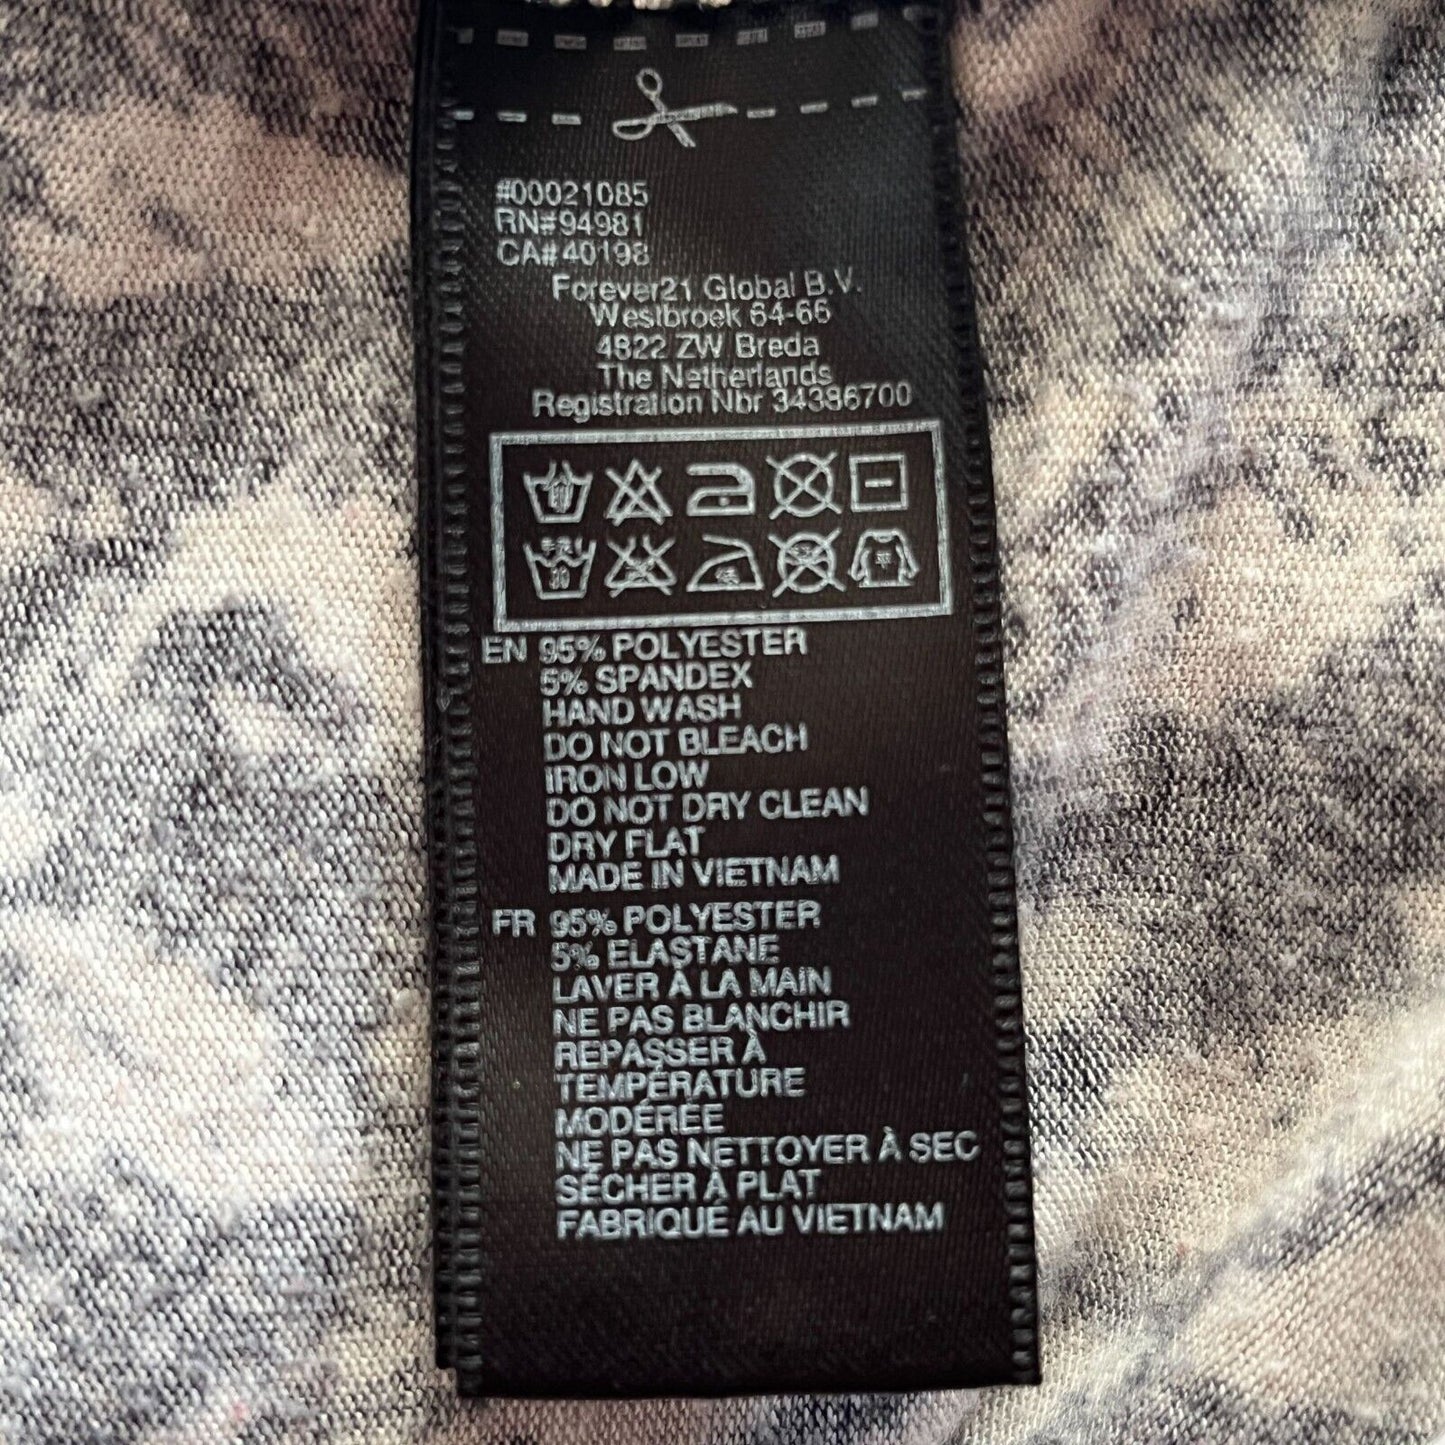 #00021085
RN#94981
CA#40198
Forever21 Global B.V.
Westbroek 64-66
4822 ZW Breda
The Netherlands
Registration Nbr 34386700
EN 95% POLYESTER
5% SPANDEX
HAND WASH
DO NOT BLEACH
IRON LOW
DO NOT DRY CLEAN
DRY FLAT
MADE IN VIETNAM
FR 95% POLYESTER
5% ELASTANE
LAVER À LA MAIN
NE PAS BLANCHIR
REPASSER À
TEMPÉRATURE
MODÉRÉE
NE PAS NETTOYER À SEC
SÉCHER À PLAT
FABRIQUÉ AU VIETNAM